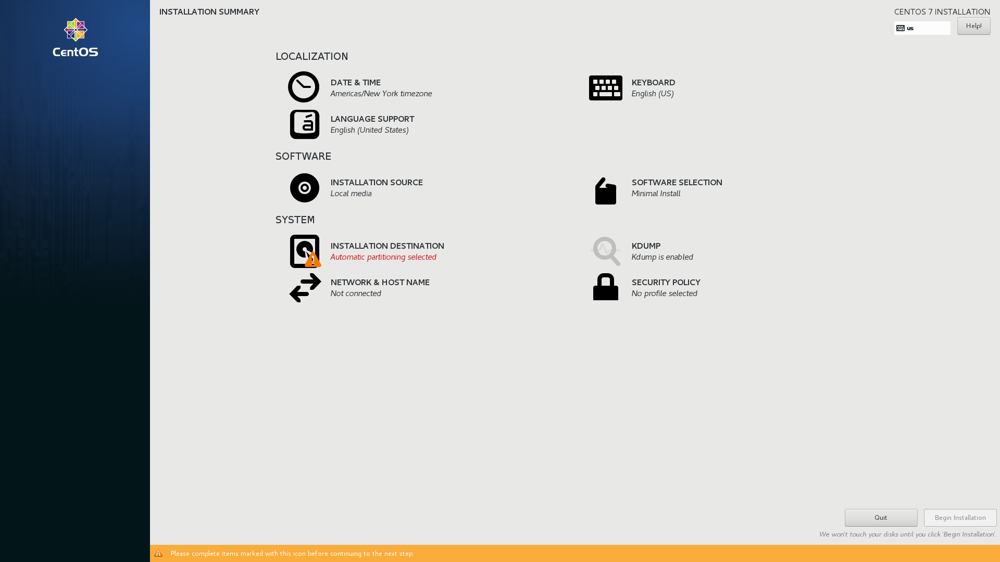 CentOS
INSTALLATION SUMMARY
CENTOS 7 INSTALLATION
us
Help!
LOCALIZATION
DATE & TIME
Americas/New York timezone
KEYBOARD
English (US)
á
LANGUAGE SUPPORT
English (United States)
SOFTWARE
INSTALLATION SOURCE
Local media
SOFTWARE SELECTION
Minimal Install
SYSTEM
INSTALLATION DESTINATION
Automatic partitioning selected
KDUMP
Kdump is enabled
NETWORK & HOST NAME
Not connected
SECURITY POLICY
No profile selected
Quit
Begin Installation
We won't touch your disks until you click 'Begin Installation'.
Please complete items marked with this icon before continuing to the next step.